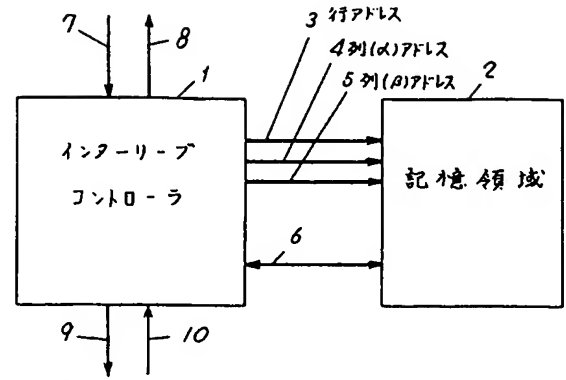 3 行アドレス
7
8
4 列(α)アドレス
1
5 列(β)アドレス
2
インターリーブ
コントローラ
記憶領域
6
9
10